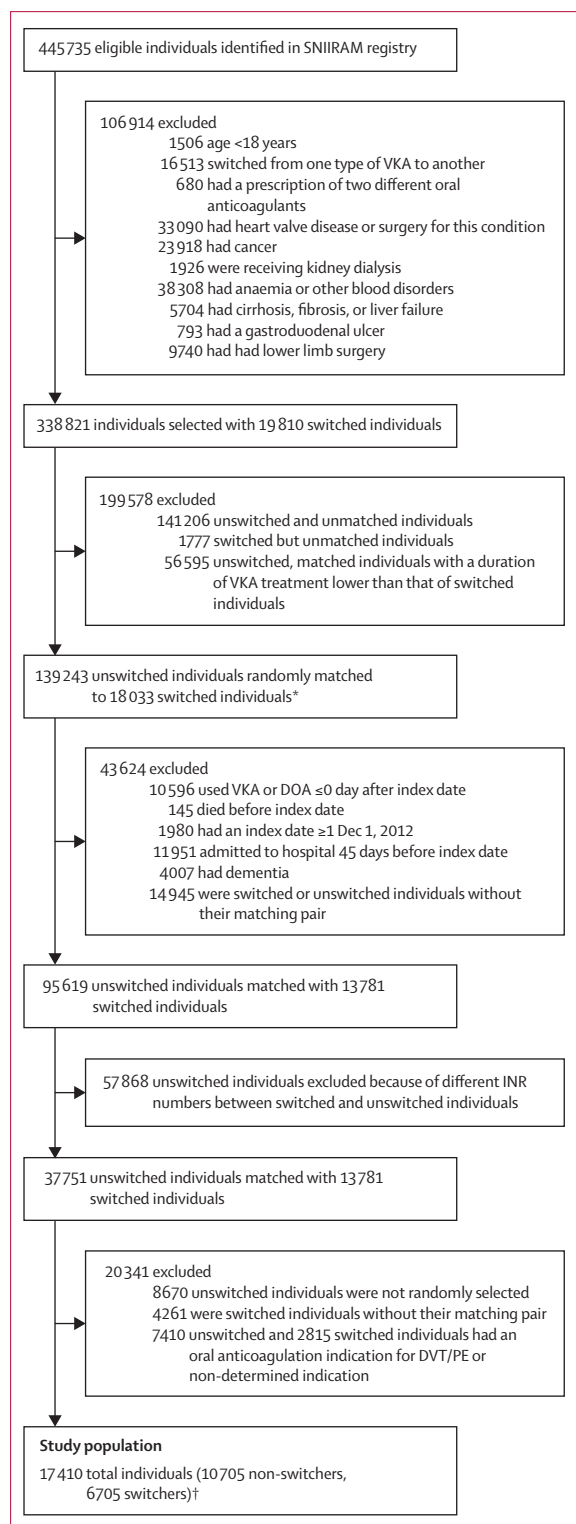 445 735 eligible individuals identified in SNIIRAM registry
106 914 excluded
1506 age <18 years
16 513 switched from one type of VKA to another
680 had a prescription of two different oral
anticoagulants
33 090 had heart valve disease or surgery for this condition
23 918 had cancer
1926 were receiving kidney dialysis
38 308 had anaemia or other blood disorders
5704 had cirrhosis, fibrosis, or liver failure
793 had a gastroduodenal ulcer
9740 had had lower limb surgery
338 821 individuals selected with 19 810 switched individuals
199 578 excluded
141 206 unswitched and unmatched individuals
1777 switched but unmatched individuals
56 595 unswitched, matched individuals with a duration
of VKA treatment lower than that of switched
individuals
139 243 unswitched individuals randomly matched
to 18 033 switched individuals*
43 624 excluded
10 596 used VKA or DOA ≤0 day after index date
145 died before index date
1980 had an index date ≥1 Dec 1, 2012
11 951 admitted to hospital 45 days before index date
4007 had dementia
14 945 were switched or unswitched individuals without
their matching pair
95 619 unswitched individuals matched with 13 781
switched individuals
57 868 unswitched individuals excluded because of different INR
numbers between switched and unswitched individuals
37 751 unswitched individuals matched with 13 781
switched individuals
20 341 excluded
8670 unswitched individuals were not randomly selected
4261 were switched individuals without their matching pair
7410 unswitched and 2815 switched individuals had an
oral anticoagulation indication for DVT/PE or
non-determined indication
Study population
17 410 total individuals (10 705 non-switchers,
6705 switchers)†